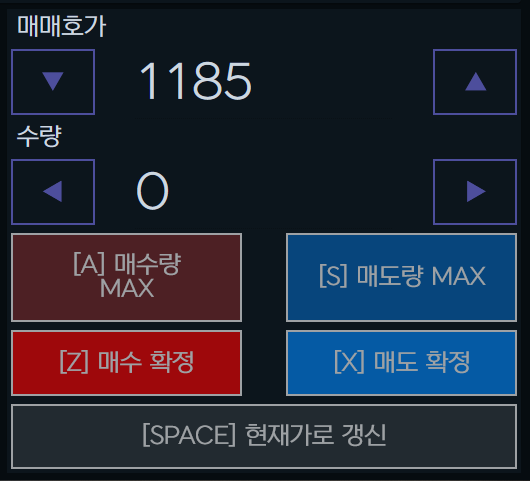 매매호가
▼ 1185 ▲
수량
◀ 0 ▶
[A] 매수량
MAX
[S] 매도량 MAX
[Z] 매수 확정
[X] 매도 확정
[SPACE] 현재가로 갱신